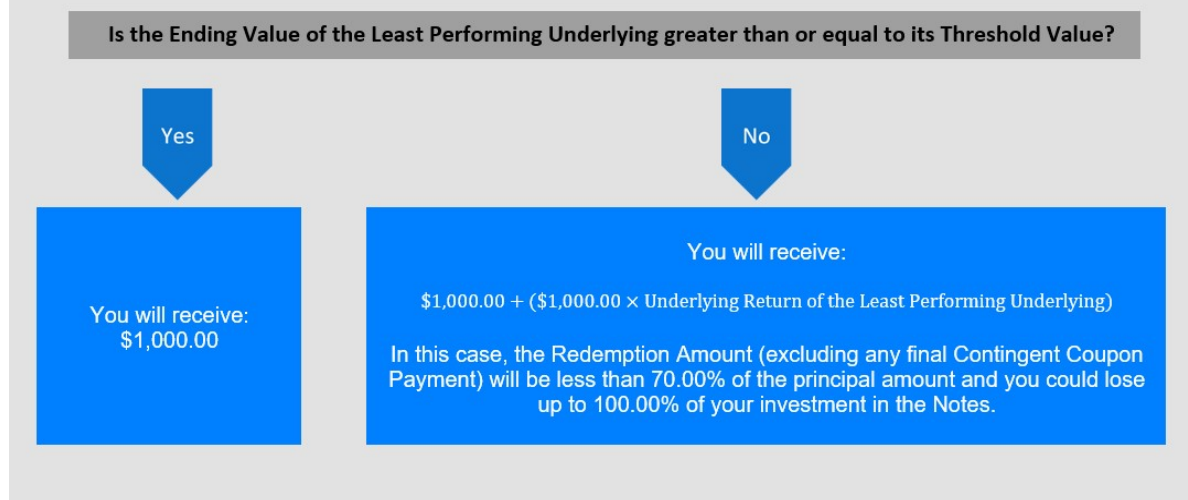 Is the Ending Value of the Least Performing Underlying greater than or equal to its Threshold Value?
Yes
No
You will receive:
$1,000.00
You will receive:
$1,000.00 + ($1,000.00 × Underlying Return of the Least Performing Underlying)
In this case, the Redemption Amount (excluding any final Contingent Coupon
Payment) will be less than 70.00% of the principal amount and you could lose
up to 100.00% of your investment in the Notes.